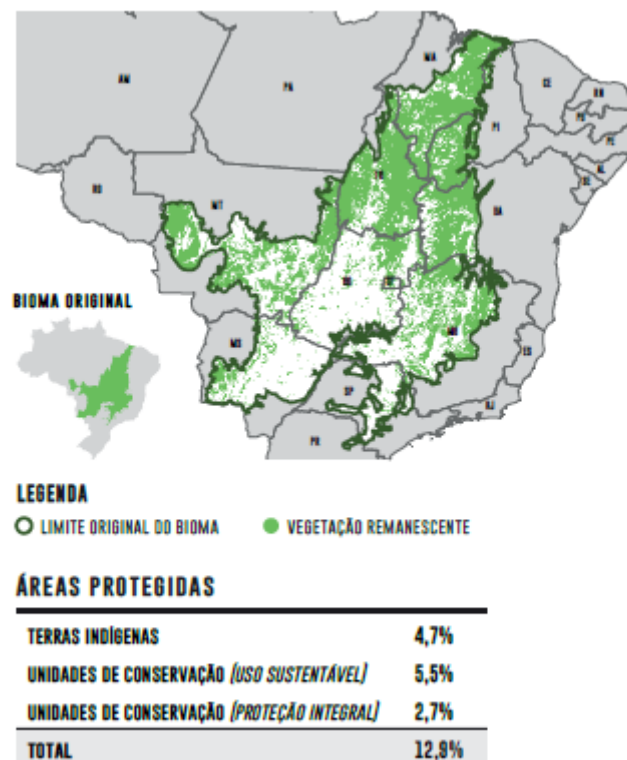 MA
CE
RN
AM
PA
PB
PI
PE
AL
TO
SE
RO
MT
BA
GO
DF
BIOMA ORIGINAL
MG
MS
ES
SP
RJ
PR
LEGENDA
LIMITE ORIGINAL DO BIOMA
VEGETAÇÃO REMANESCENTE
ÁREAS PROTEGIDAS
TERRAS INDÍGENAS 4,7%
UNIDADES DE CONSERVAÇÃO (USO SUSTENTÁVEL) 5,5%
UNIDADES DE CONSERVAÇÃO (PROTEÇÃO INTEGRAL) 2,7%
TOTAL 12,9%